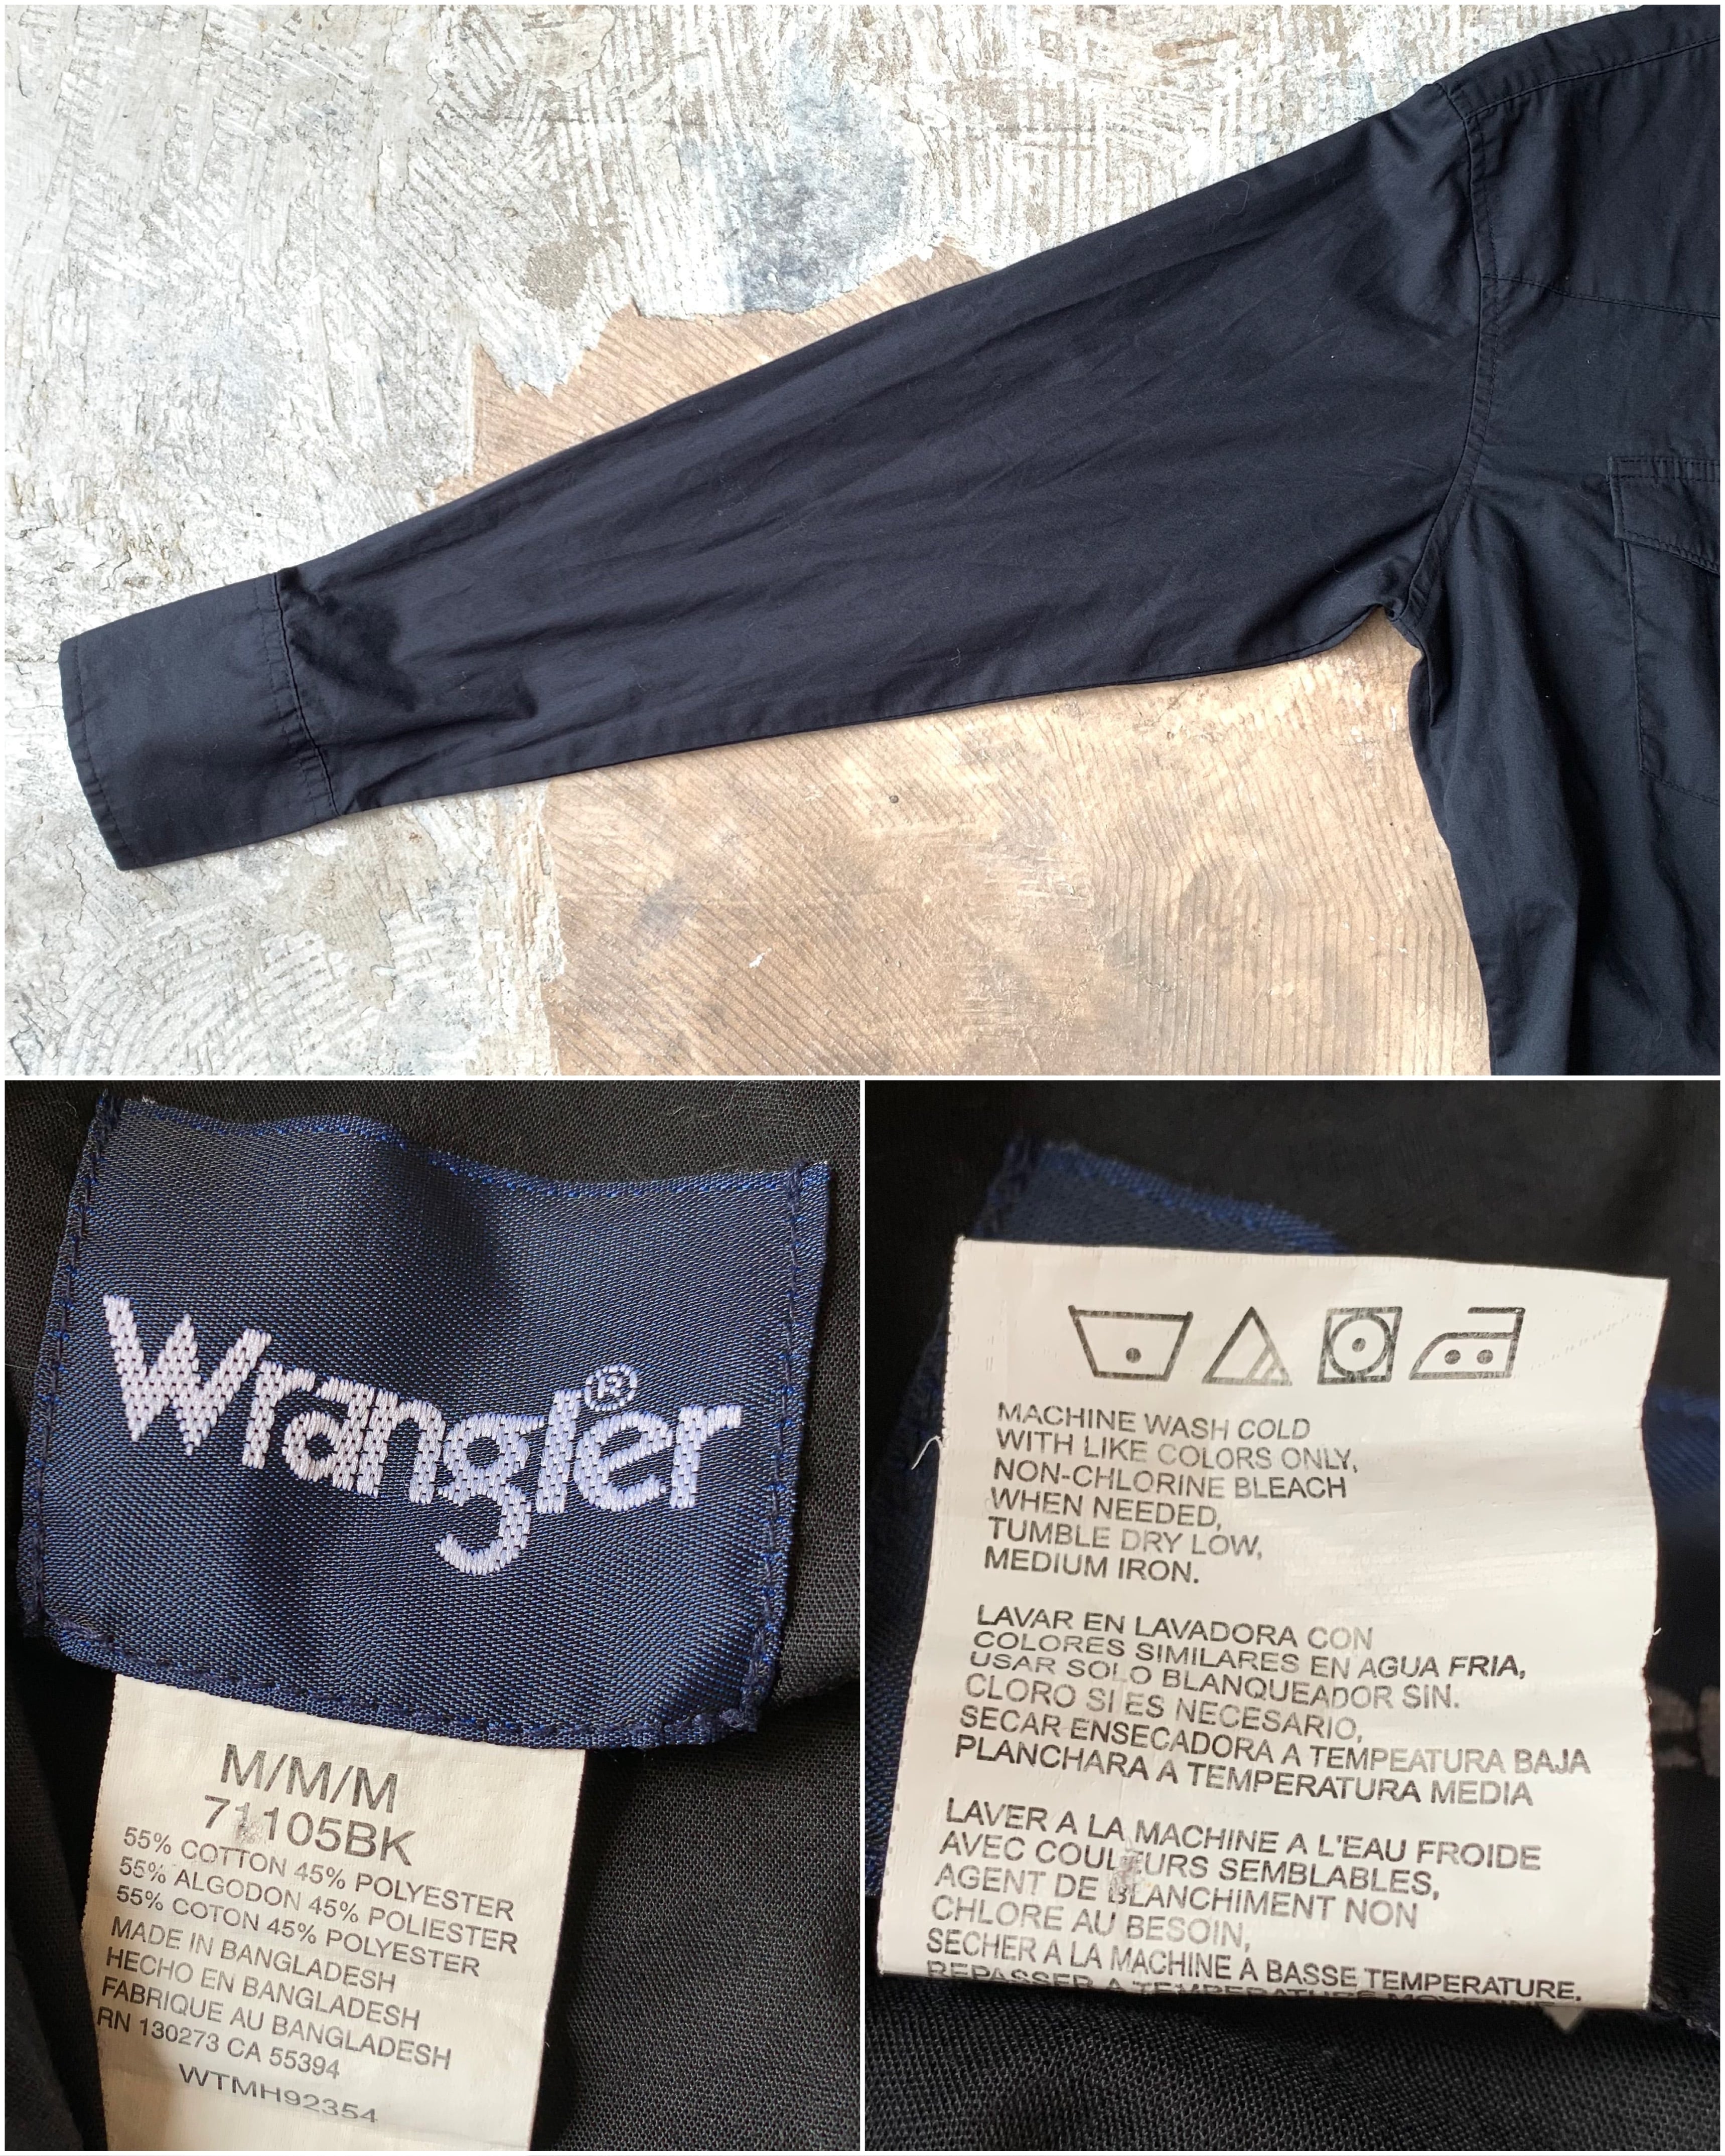 Wrangler®
M/M/M
71105BK
55% COTTON 45% POLYESTER
55% ALGODON 45% POLIESTER
55% COTON 45% POLYESTER
MADE IN BANGLADESH
HECHO EN BANGLADESH
FABRIQUE AU BANGLADESH
RN 130273 CA 55394
WTMH92354
MACHINE WASH COLD
WITH LIKE COLORS ONLY,
NON-CHLORINE BLEACH
WHEN NEEDED,
TUMBLE DRY LOW,
MEDIUM IRON.
LAVAR EN LAVADORA CON
COLORES SIMILARES EN AGUA FRIA,
USAR SOLO BLANQUEADOR SIN.
CLORO SI ES NECESARIO,
SECAR ENSECADORA A TEMPEATURA BAJA
PLANCHARA A TEMPERATURA MEDIA
LAVER A LA MACHINE A L'EAU FROIDE
AVEC COULEURS SEMBLABLES,
AGENT DE BLANCHIMENT NON
CHLORE AU BESOIN,
SECHER A LA MACHINE A BASSE TEMPERATURE,
REPASSER A TEMPERATURE MOYENNE